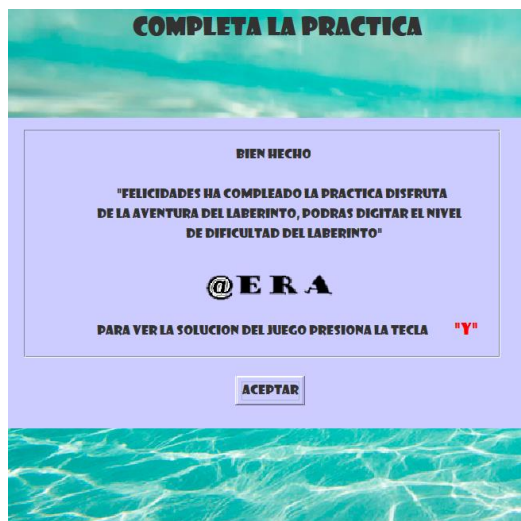 COMPLETA LA PRACTICA
BIEN HECHO
"FELICIDADES HA COMPLEADO LA PRACTICA DISFRUTA
DE LA AVENTURA DEL LABERINTO, PODRAS DIGITAR EL NIVEL
DE DIFICULTAD DEL LABERINTO"
@ERA
PARA VER LA SOLUCION DEL JUEGO PRESIONA LA TECLA "Y"
ACEPTAR